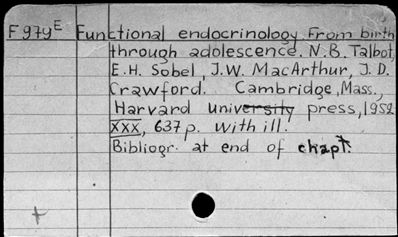 F979E Functional endocrinology. From birth
through adolescence. N.B. Talbot,
E.H. Sobel, J.W. MacArthur, J.D.
Crawford. Cambridge, Mass.,
Harvard university press, 1952
XXX, 637 p. with ill.
Bibliogr. at end of chapt.